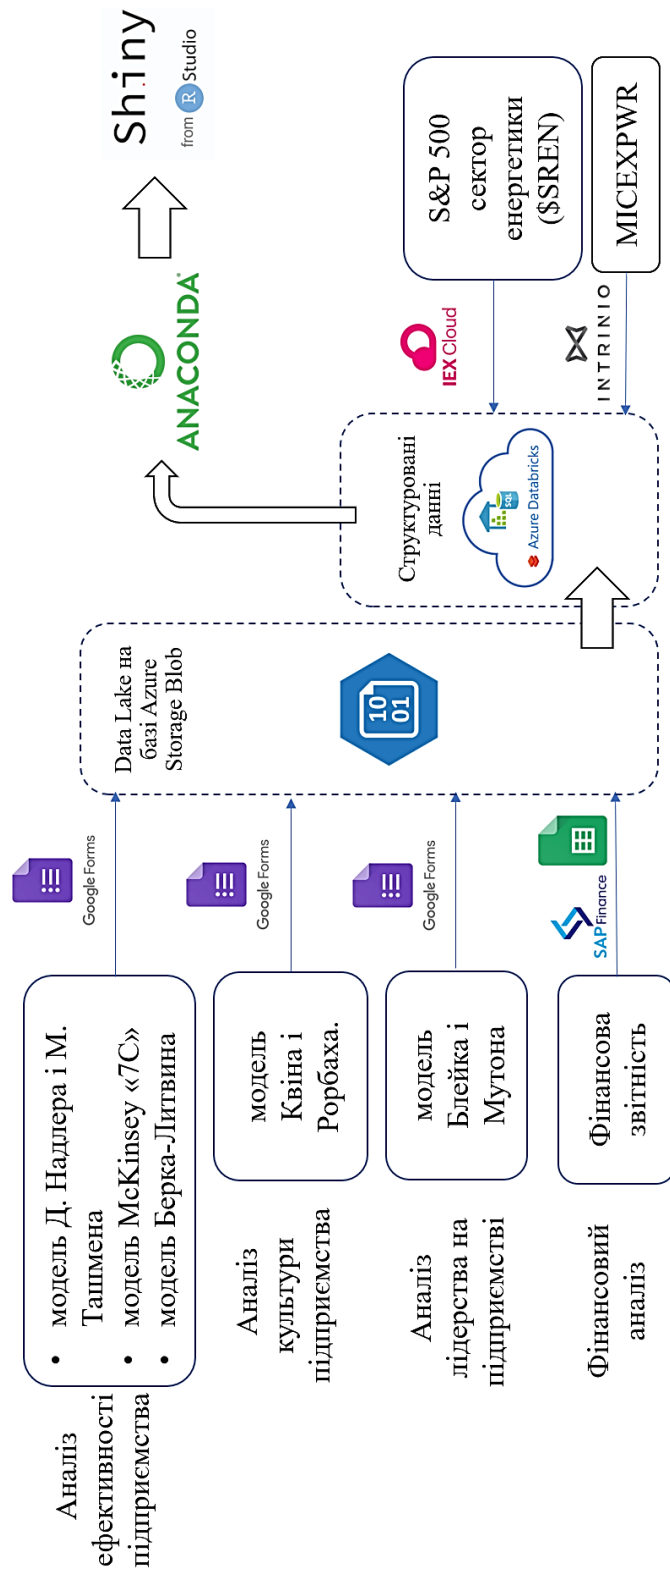 Аналіз
ефективності
підприємства
• модель Д. Надлера і М.
Ташмена
• модель McKinsey «7С»
• модель Берка-Литвина
Google Forms
Аналіз
культури
підприємства
модель
Квіна і
Рорбаха.
Google Forms
Аналіз
лідерства на
підприємстві
модель
Блейка і
Мутона
Google Forms
Фінансовий
аналіз
Фінансова
звітність
SAP Finance
Data Lake на
базі Azure
Storage Blob
10
01
Структуровані
данні
SQL
Azure Databricks
ANACONDA®
Shiny
from R Studio
IEX Cloud
S&P 500
сектор
енергетики
($SREN)
INTRINIO
MICEXPWR